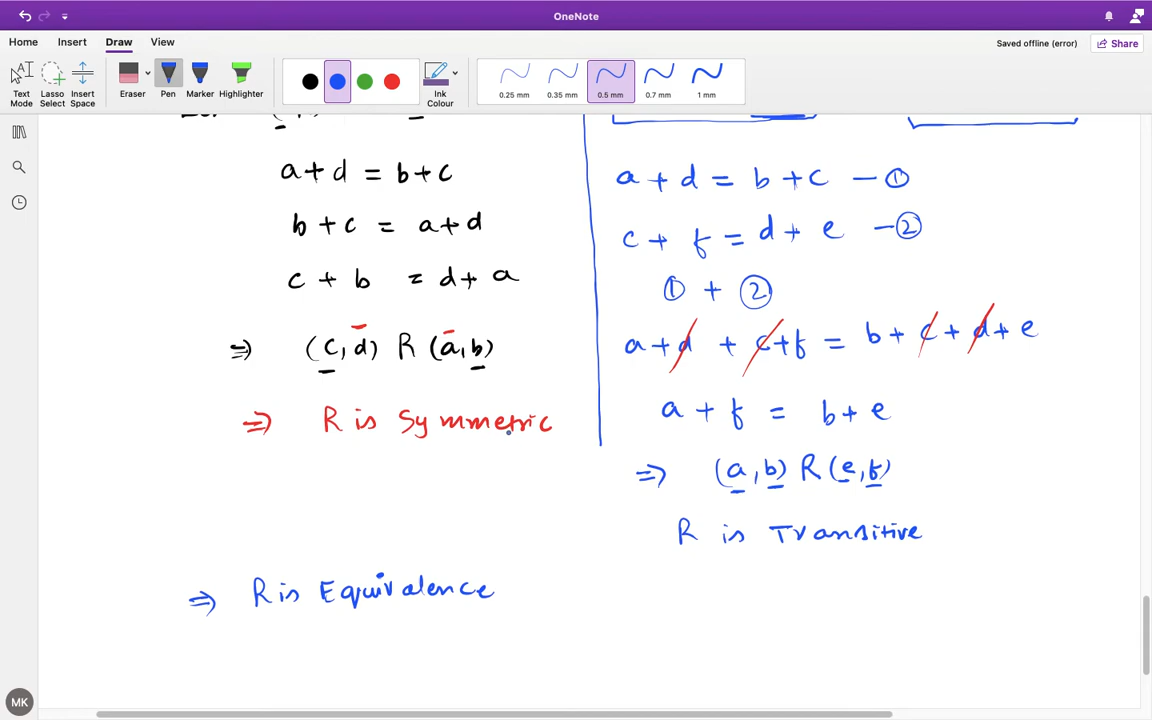 OneNote
Home Insert Draw View
Saved offline (error)
Share
Text Mode
Lasso Select
Insert Space
Eraser
Pen
Marker
Highlighter
Ink Colour
0.25 mm
0.35 mm
0.5 mm
0.7 mm
1 mm
a + d = b + c
b + c = a + d
c + b = d + a
⇒ (c, d) R (a, b)
⇒ R is Symmetric
a + d = b + c — ①
c + f = d + e — ②
① + ②
a + d + c + f = b + c + d + e
a + f = b + e
⇒ (a, b) R (e, f)
R is Transitive
⇒ R is Equivalence
MK